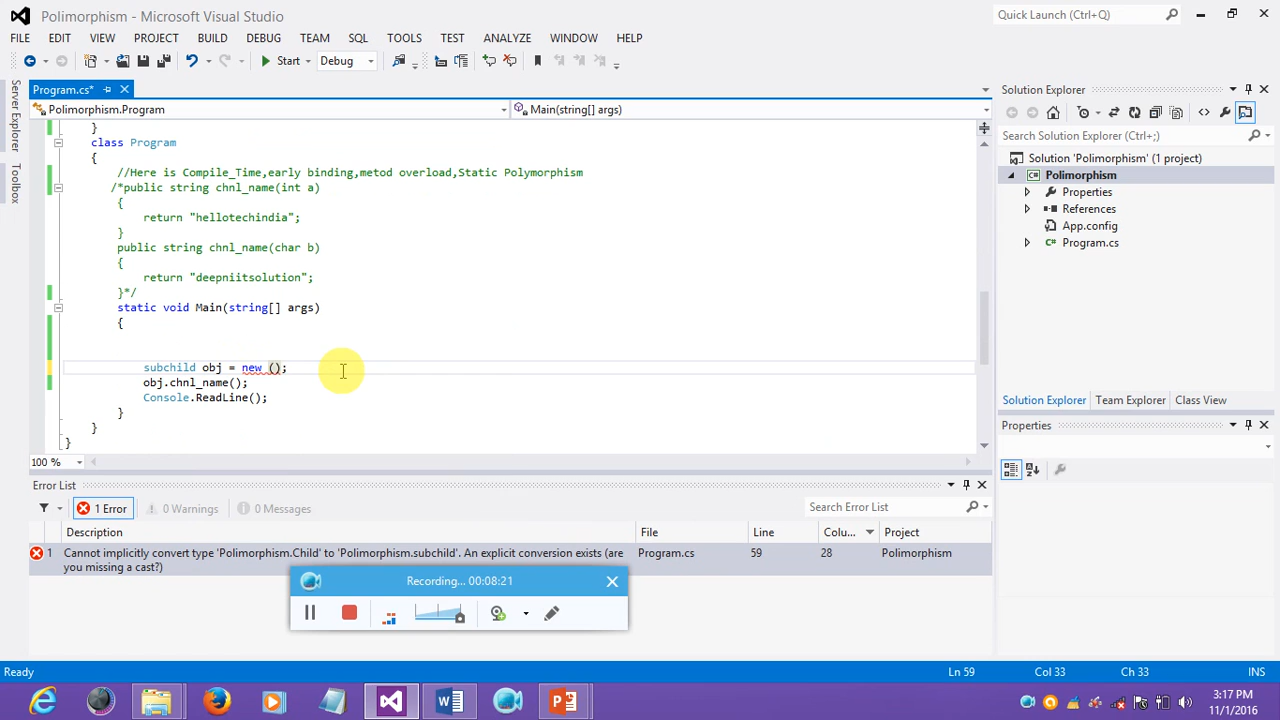 Polimorphism - Microsoft Visual Studio
Quick Launch (Ctrl+Q)
FILE EDIT VIEW PROJECT BUILD DEBUG TEAM SQL TOOLS TEST ANALYZE WINDOW HELP
Start Debug
Server Explorer
Toolbox
Program.cs*
Polimorphism.Program
Main(string[] args)
}
class Program
{
//Here is Compile_Time,early binding,metod overload,Static Polymorphism
/*public string chnl_name(int a)
{
return "hellotechindia";
}
public string chnl_name(char b)
{
return "deepniitsolution";
}*/
static void Main(string[] args)
{
subchild obj = new ();
obj.chnl_name();
Console.ReadLine();
}
}
}
100 %
Solution Explorer
Search Solution Explorer (Ctrl+;)
Solution 'Polimorphism' (1 project)
Polimorphism
Properties
References
App.config
Program.cs
Solution Explorer Team Explorer Class View
Properties
Error List
1 Error 0 Warnings 0 Messages
Search Error List
Description File Line Colu... Project
1 Cannot implicitly convert type 'Polimorphism.Child' to 'Polimorphism.subchild'. An explicit conversion exists (are Program.cs 59 28 Polimorphism
you missing a cast?)
Recording... 00:08:21
Ready
Ln 59 Col 33 Ch 33 INS
3:17 PM
11/1/2016